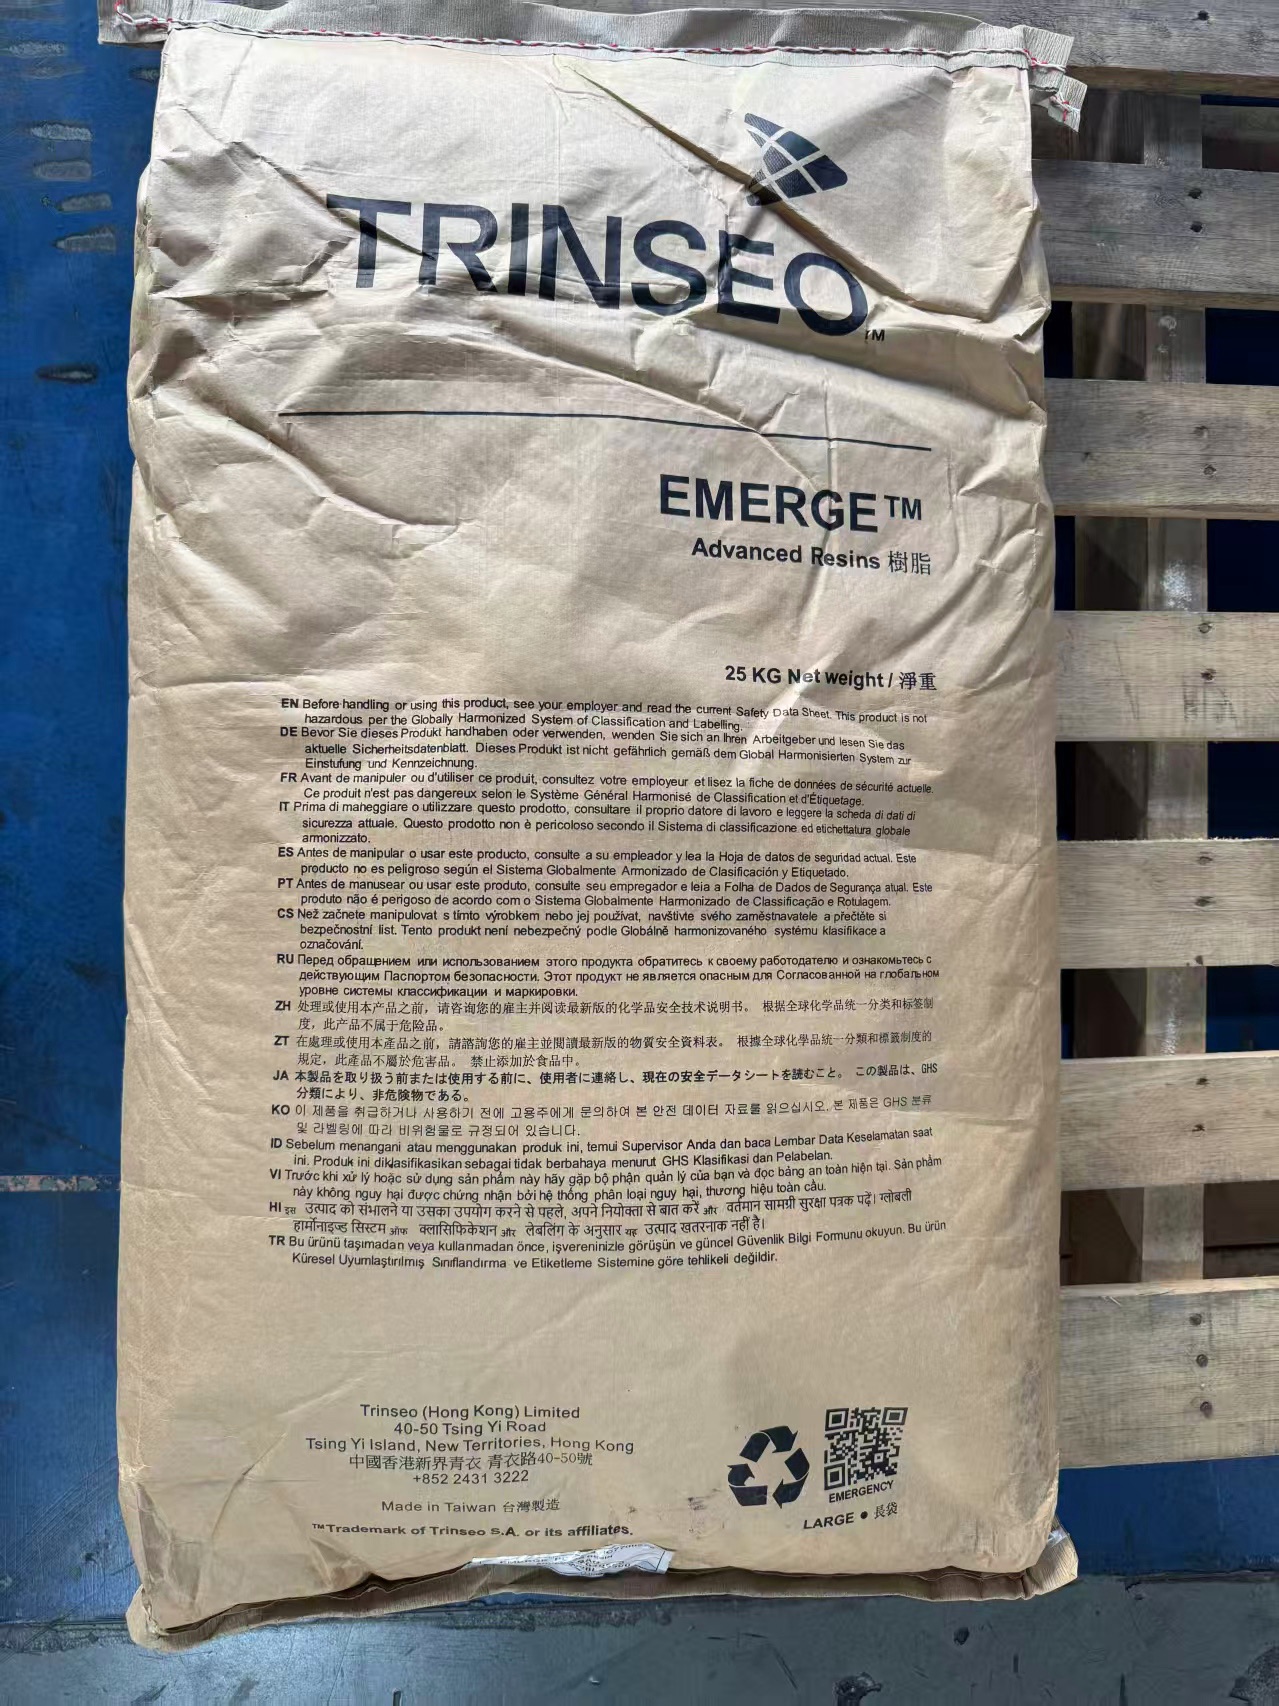 TRINSEO™
EMERGE™
Advanced Resins 樹脂
25 KG Net weight / 淨重
EN Before handling or using this product, see your employer and read the current Safety Data Sheet. This product is not
hazardous per the Globally Harmonized System of Classification and Labelling.
DE Bevor Sie dieses Produkt handhaben oder verwenden, wenden Sie sich an Ihren Arbeitgeber und lesen Sie das
aktuelle Sicherheitsdatenblatt. Dieses Produkt ist nicht gefährlich gemäß dem Global Harmonisierten System zur
Einstufung und Kennzeichnung.
FR Avant de manipuler ou d'utiliser ce produit, consultez votre employeur et lisez la fiche de données de sécurité actuelle.
Ce produit n'est pas dangereux selon le Système Général Harmonisé de Classification et d'Étiquetage.
IT Prima di maheggiare o utilizzare questo prodotto, consultare il proprio datore di lavoro e leggere la scheda di dati di
sicurezza attuale. Questo prodotto non è pericoloso secondo il Sistema di classificazione ed etichettatura globale
armonizzato.
ES Antes de manipular o usar este producto, consulte a su empleador y lea la Hoja de datos de seguridad actual. Este
producto no es peligroso según el Sistema Globalmente Armonizado de Clasificación y Etiquetado.
PT Antes de manusear ou usar este produto, consulte seu empregador e leia a Folha de Dados de Segurança atual. Este
produto não é perigoso de acordo com o Sistema Globalmente Harmonizado de Classificação e Rotulagem.
CS Než začnete manipulovat s tímto výrobkem nebo jej používat, navštivte svého zaměstnavatele a přečtěte si
bezpečnostní list. Tento produkt není nebezpečný podle Globálně harmonizovaného systému klasifikace a
označování.
RU Перед обращением или использованием этого продукта обратитесь к своему работодателю и ознакомьтесь с
действующим Паспортом безопасности. Этот продукт не является опасным для Согласованной на глобальном
уровне системы классификации и маркировки.
ZH 处理或使用本产品之前，请咨询您的雇主并阅读最新版的化学品安全技术说明书。 根据全球化学品统一分类和标签制
度，此产品不属于危险品。
ZT 在處理或使用本產品之前，請諮詢您的雇主並閱讀最新版的物質安全資料表。 根據全球化學品統一分類和標籤制度的
規定，此產品不屬於危害品。 禁止添加於食品中。
JA 本製品を取り扱う前または使用する前に、使用者に連絡し、現在の安全データシートを読むこと。 この製品は、GHS
分類により、非危険物である。
KO 이 제품을 취급하거나 사용하기 전에 고용주에게 문의하여 본 안전 데이터 자료를 읽으십시오. 본 제품은 GHS 분류
및 라벨링에 따라 비위험물로 규정되어 있습니다.
ID Sebelum menangani atau menggunakan produk ini, temui Supervisor Anda dan baca Lembar Data Keselamatan saat
ini. Produk ini diklasifikasikan sebagai tidak berbahaya menurut GHS Klasifikasi dan Pelabelan.
VI Trước khi xử lý hoặc sử dụng sản phẩm này hãy gặp bộ phận quản lý của bạn và đọc bảng an toàn hiện tại. Sản phẩm
này không nguy hại được chứng nhận bởi hệ thống phân loại nguy hại, thương hiệu toàn cầu.
HI इस उत्पाद को संभालने या उसका उपयोग करने से पहले, अपने नियोक्ता से बात करें और वर्तमान सामग्री सुरक्षा पत्रक पढ़ें। ग्लोबली
हार्मोनाइज्ड सिस्टम ऑफ क्लासिफिकेशन और लेबलिंग के अनुसार यह उत्पाद खतरनाक नहीं है।
TR Bu ürünü taşımadan veya kullanmadan önce, işvereninizle görüşün ve güncel Güvenlik Bilgi Formunu okuyun. Bu ürün
Küresel Uyumlaştırılmış Sınıflandırma ve Etiketleme Sistemine göre tehlikeli değildir.
Trinseo (Hong Kong) Limited
40-50 Tsing Yi Road
Tsing Yi Island, New Territories, Hong Kong
中國香港新界青衣 青衣路40-50號
+852 2431 3222
Made in Taiwan 台灣製造
™Trademark of Trinseo S.A. or its affiliates.
EMERGENCY
LARGE ● 長袋